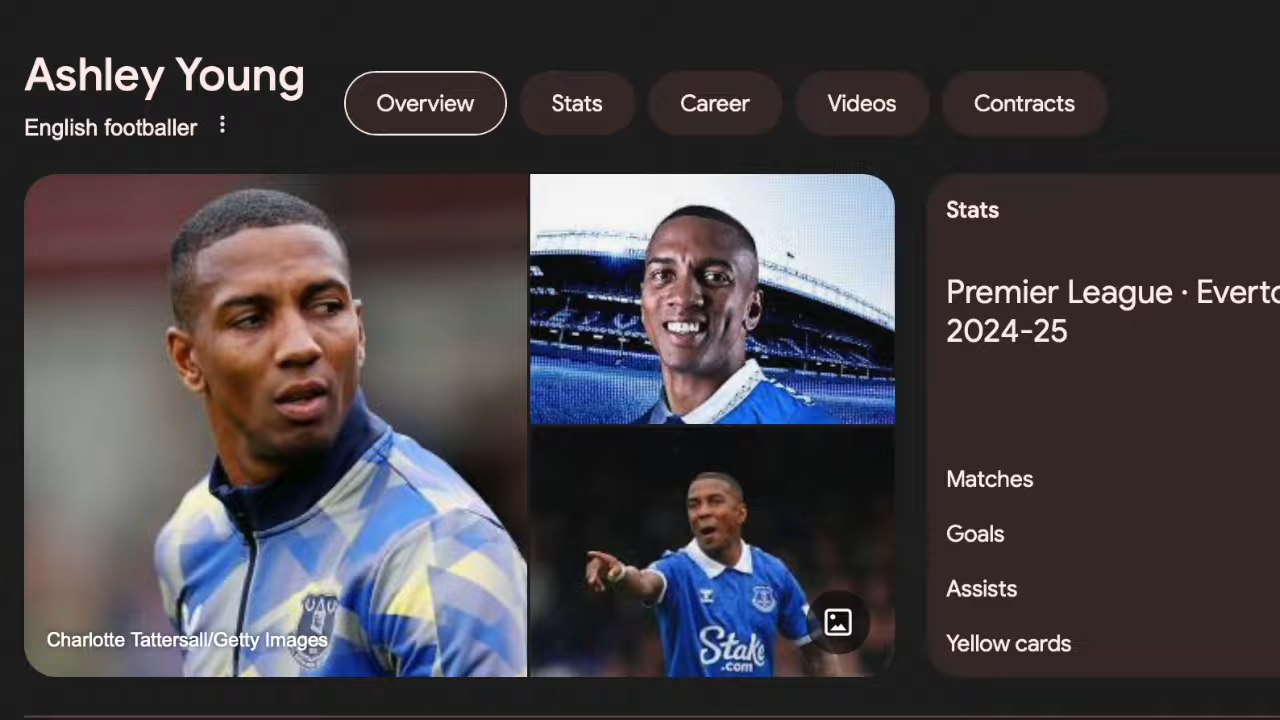 Ashley Young
English footballer
Overview
Stats
Career
Videos
Contracts
Stats
Premier League · Everto
2024-25
Matches
Goals
Assists
Yellow cards
Charlotte Tattersall/Getty Images
Stake
.com